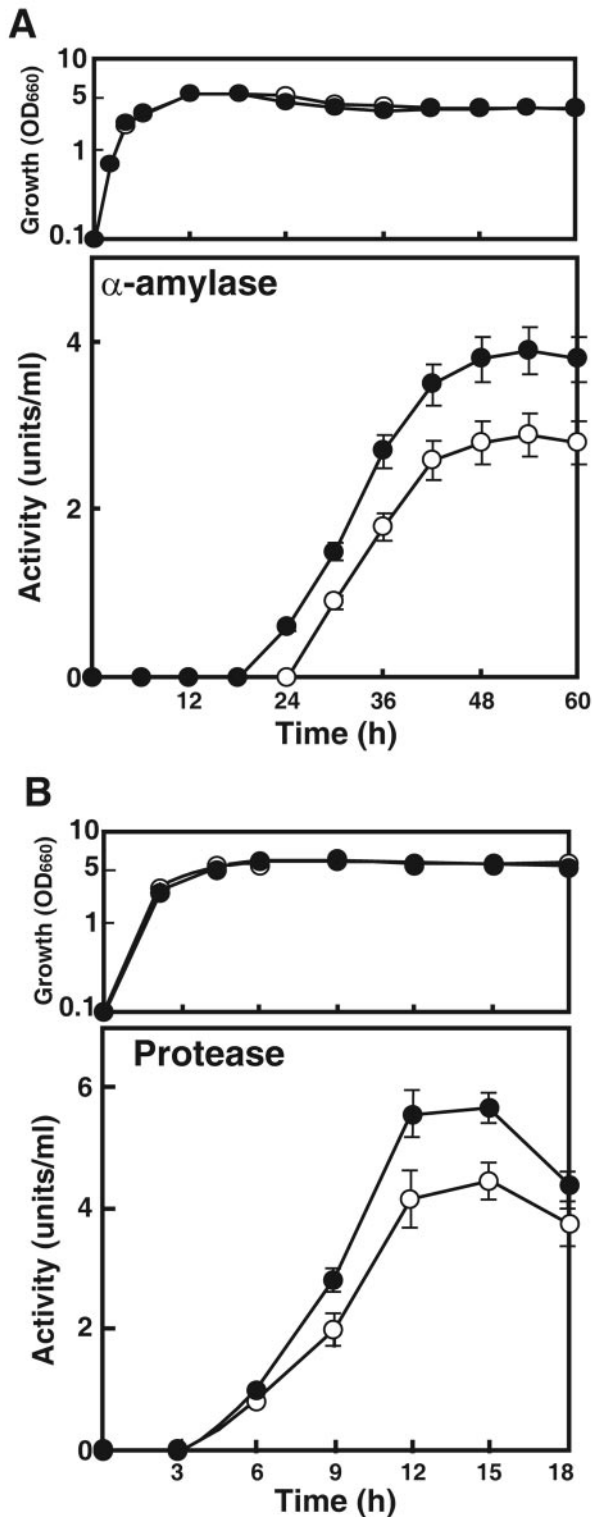 A
Growth (OD660)
10
5
1
0.1
α-amylase
Activity (units/ml)
4
2
0
12 24 36 48 60
Time (h)
B
Growth (OD660)
10
5
1
0.1
Protease
Activity (units/ml)
6
4
2
0
3 6 9 12 15 18
Time (h)